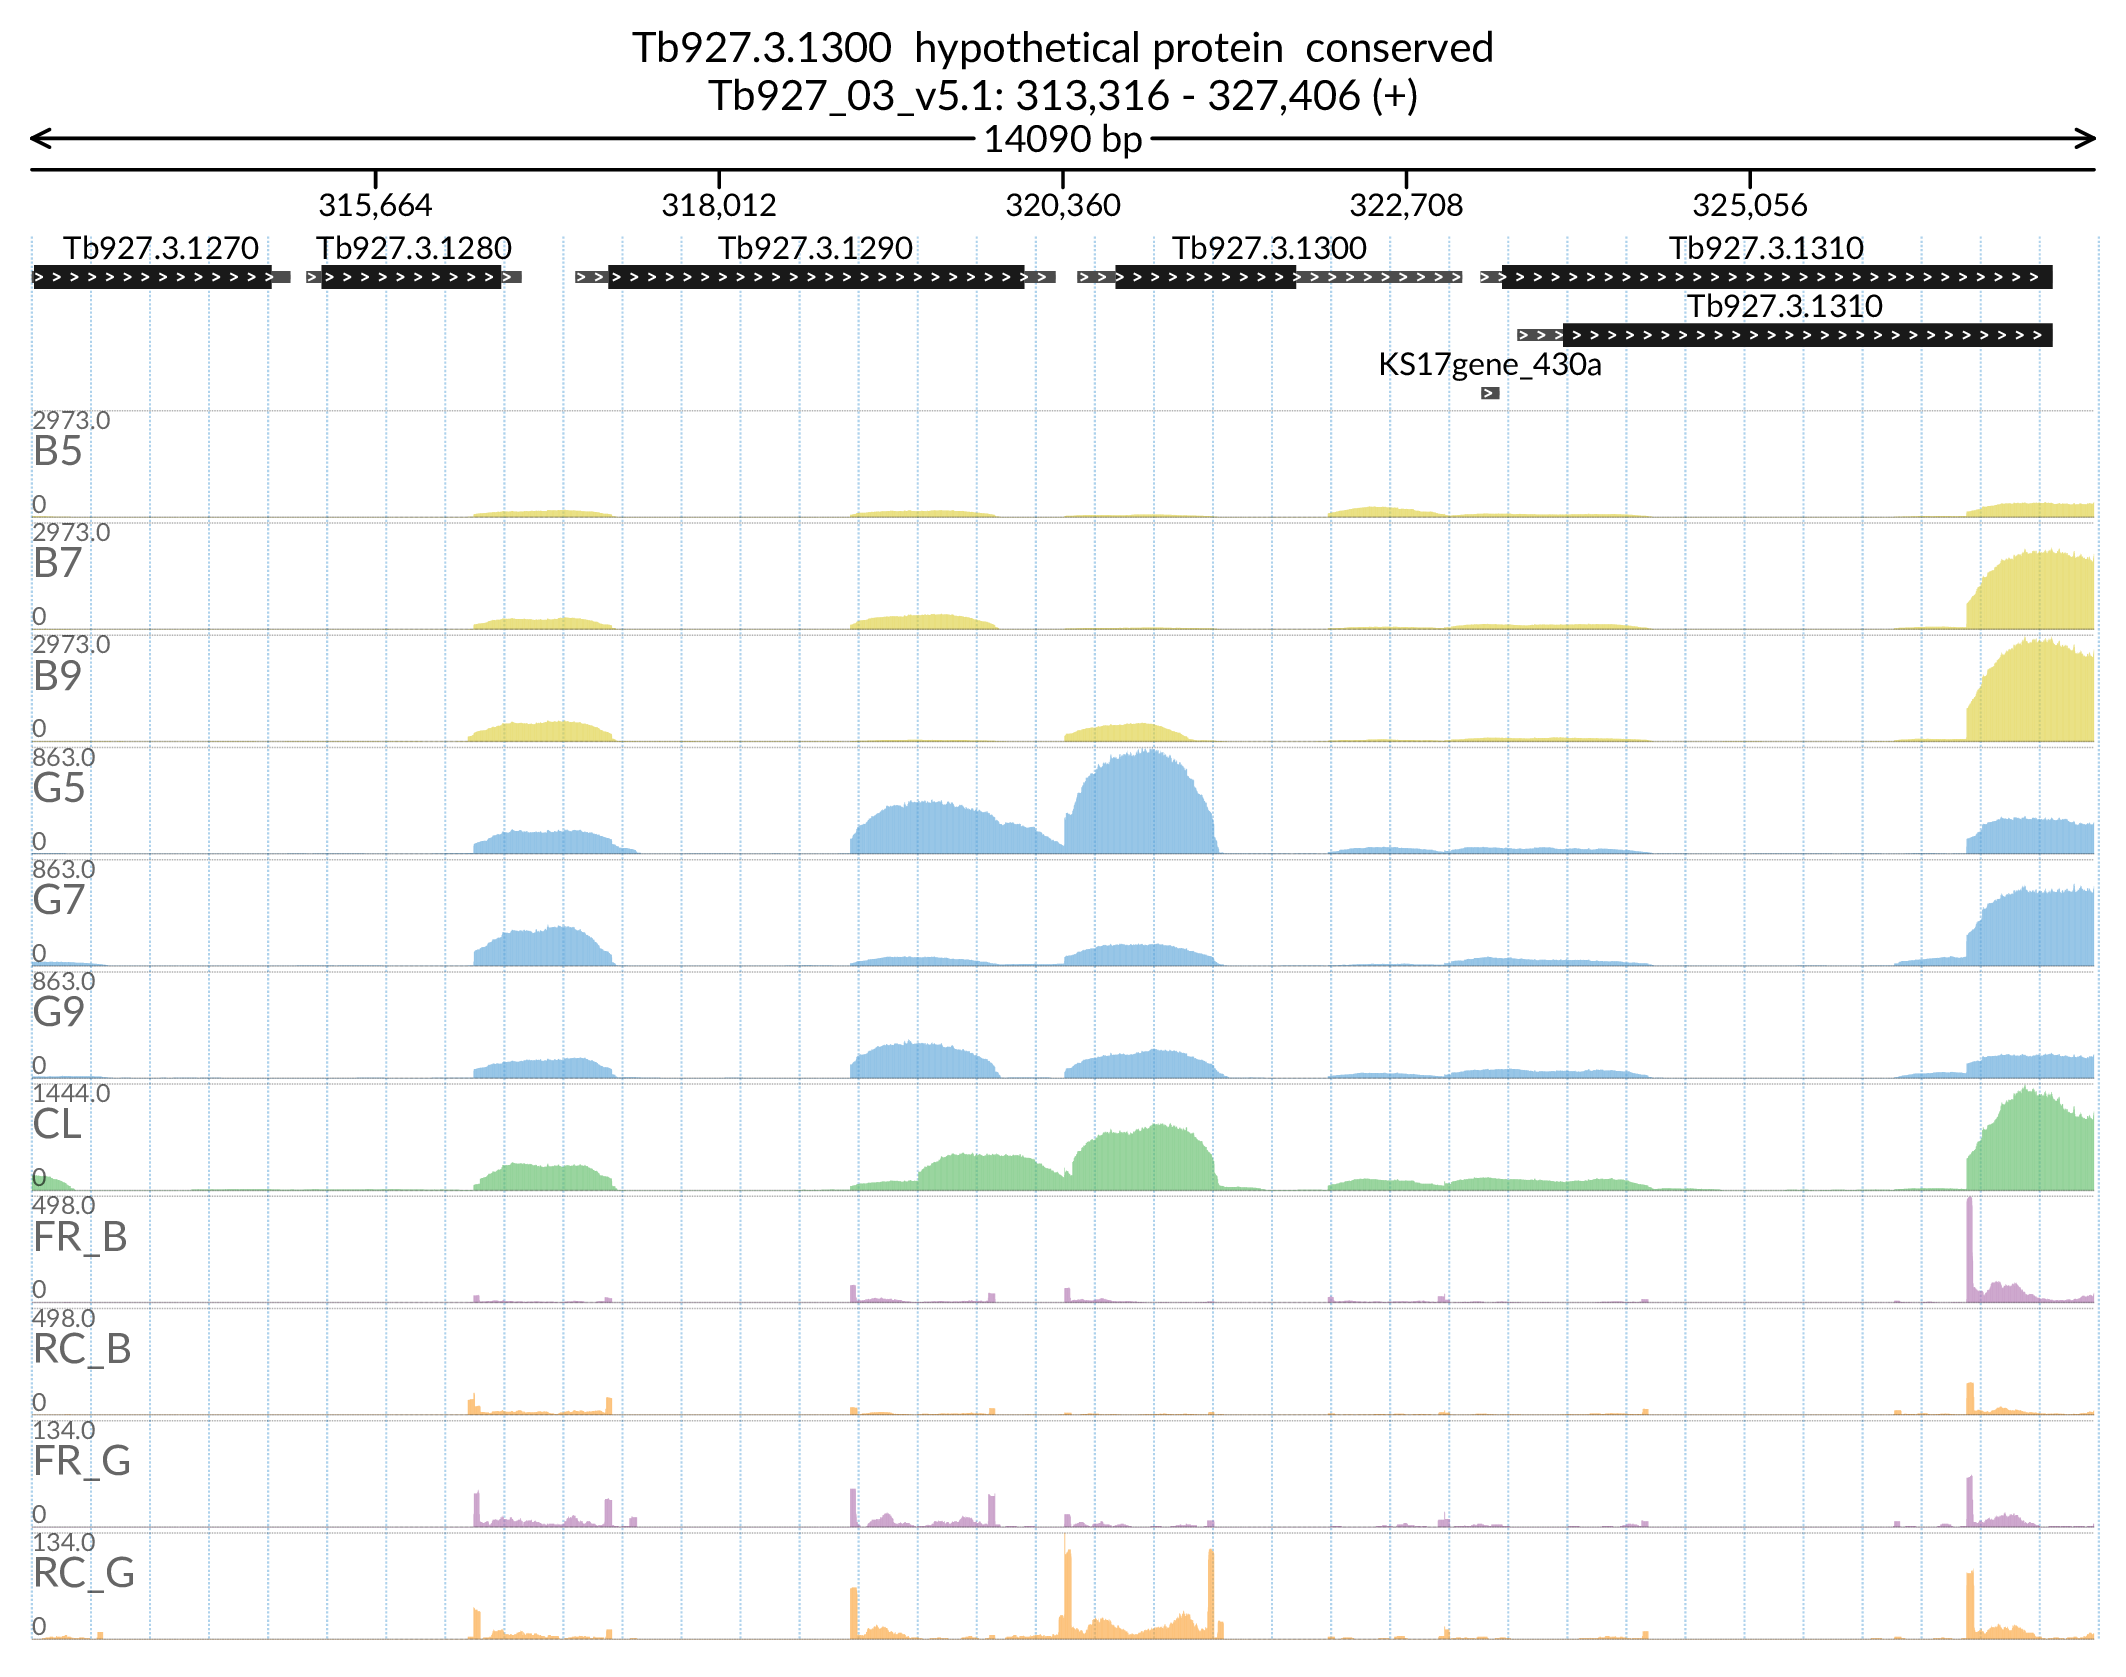 Tb927.3.1300 hypothetical protein conserved
Tb927_03_v5.1: 313,316 - 327,406 (+)
14090 bp
315,664 318,012 320,360 322,708 325,056
Tb927.3.1270 Tb927.3.1280 Tb927.3.1290 Tb927.3.1300 Tb927.3.1310
Tb927.3.1310
KS17gene_430a
2973.0
B5
0
2973.0
B7
0
2973.0
B9
0
863.0
G5
0
863.0
G7
0
863.0
G9
0
1444.0
CL
0
498.0
FR_B
0
498.0
RC_B
0
134.0
FR_G
0
134.0
RC_G
0